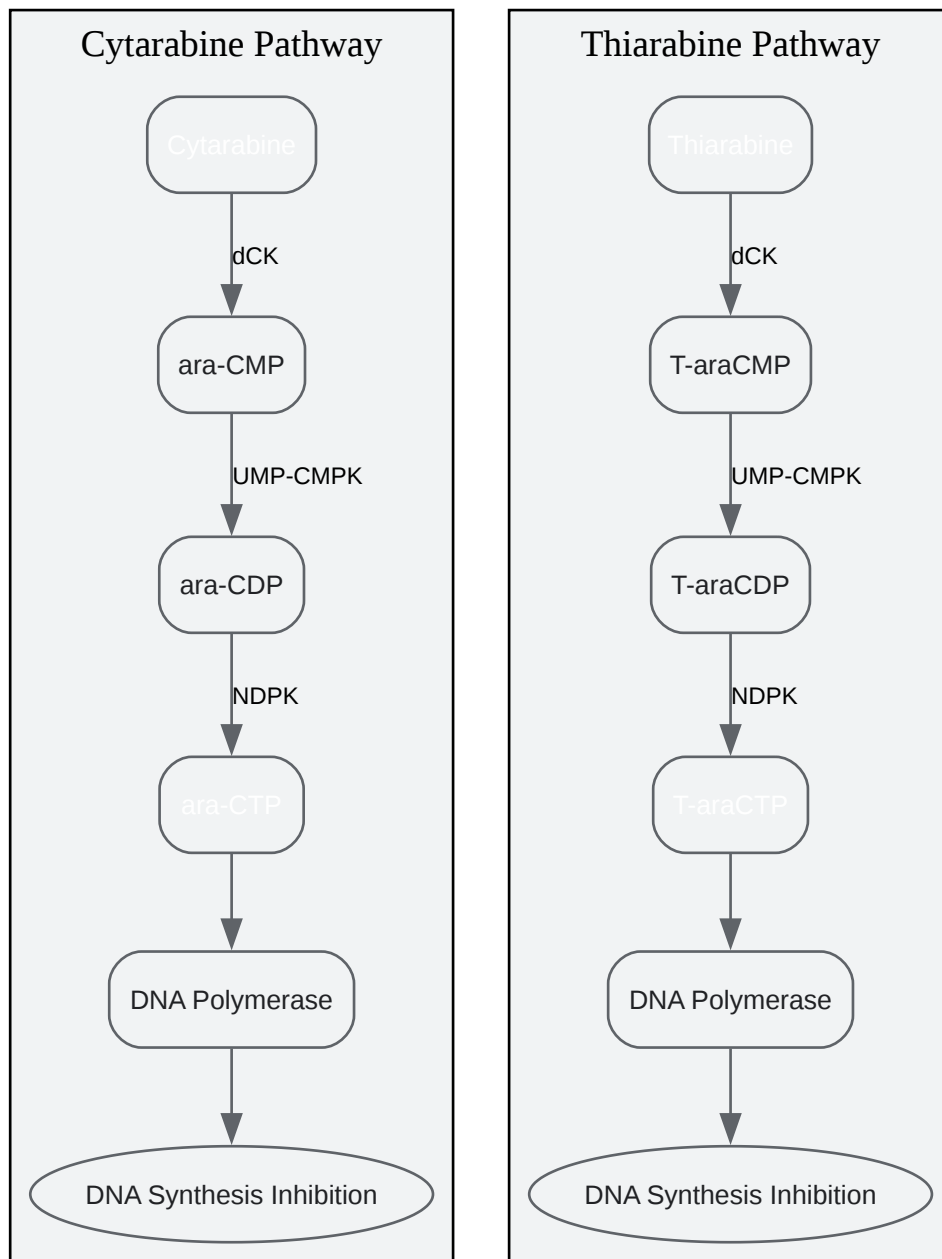 Cytarabine Pathway
Cytarabine
dCK
ara-CMP
UMP-CMPK
ara-CDP
NDPK
ara-CTP
DNA Polymerase
DNA Synthesis Inhibition
Thiarabine Pathway
Thiarabine
dCK
T-araCMP
UMP-CMPK
T-araCDP
NDPK
T-araCTP
DNA Polymerase
DNA Synthesis Inhibition